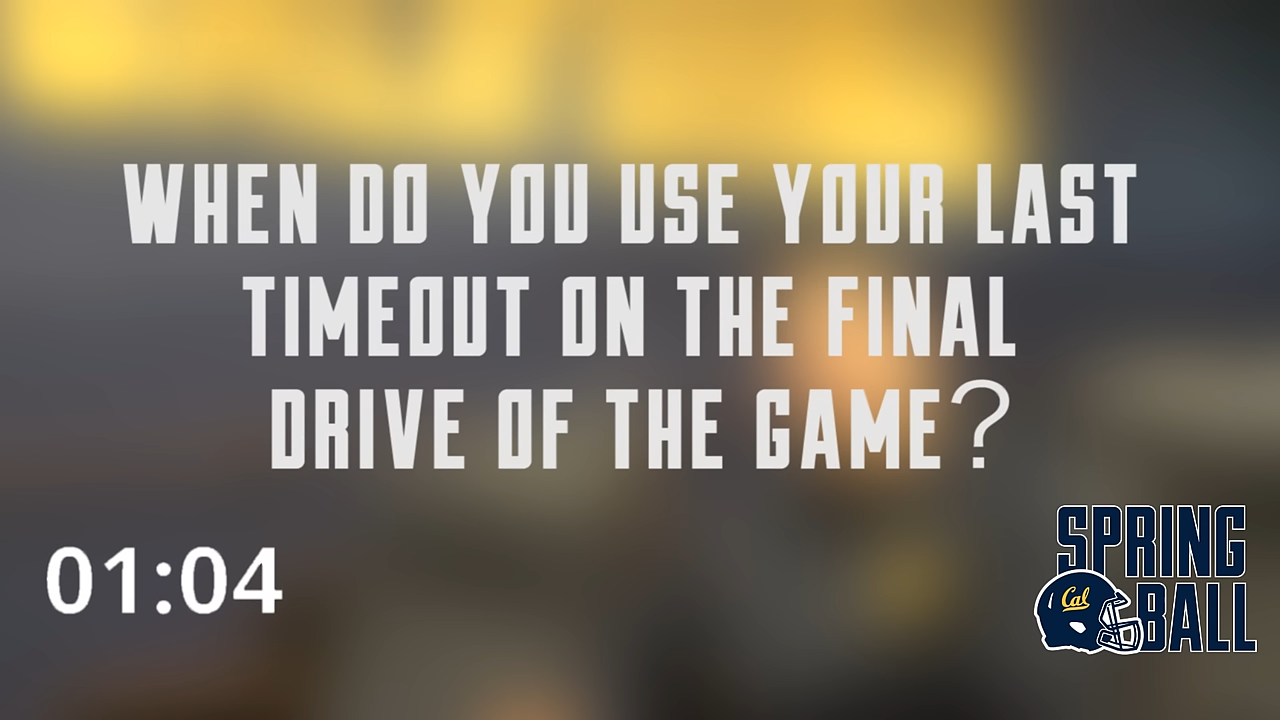 WHEN DO YOU USE YOUR LAST
TIMEOUT ON THE FINAL
DRIVE OF THE GAME?
01:04
SPRING
Cal
BALL